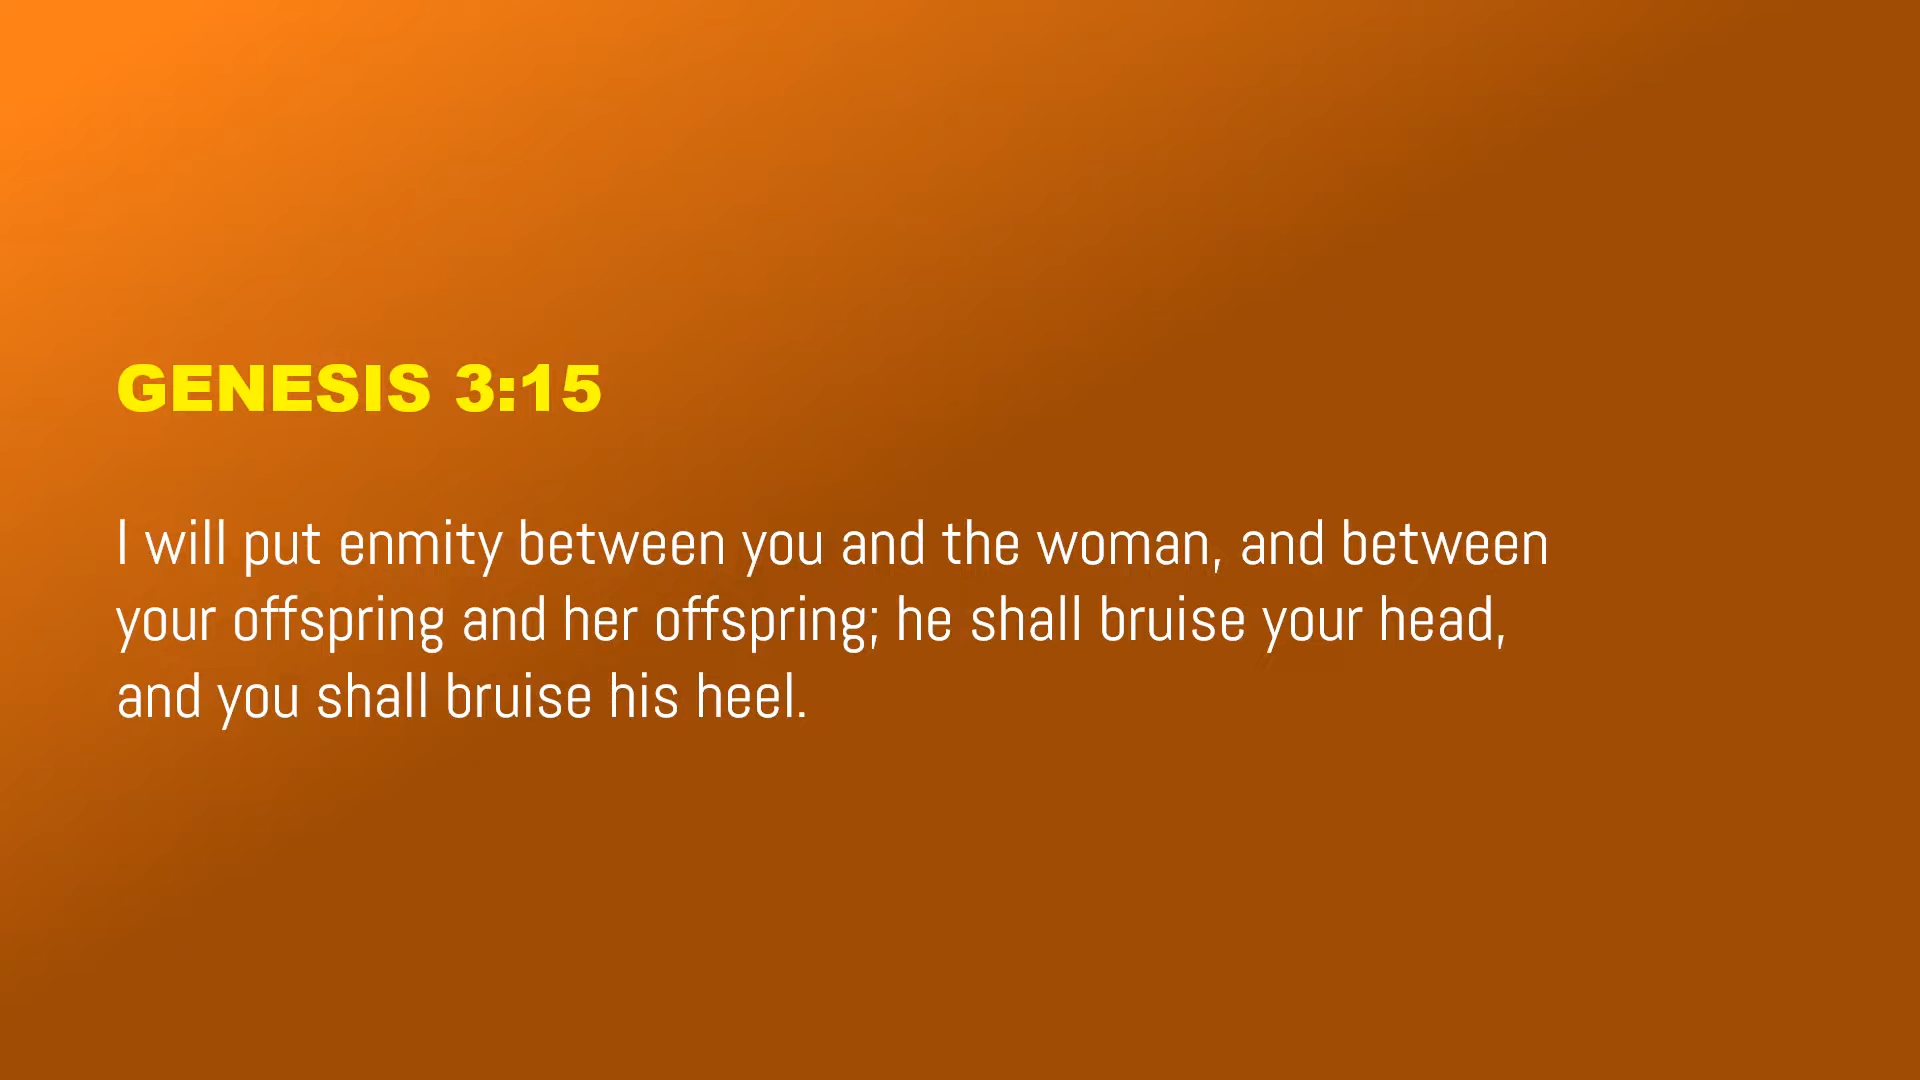 GENESIS 3:15
I will put enmity between you and the woman, and between
your offspring and her offspring; he shall bruise your head,
and you shall bruise his heel.